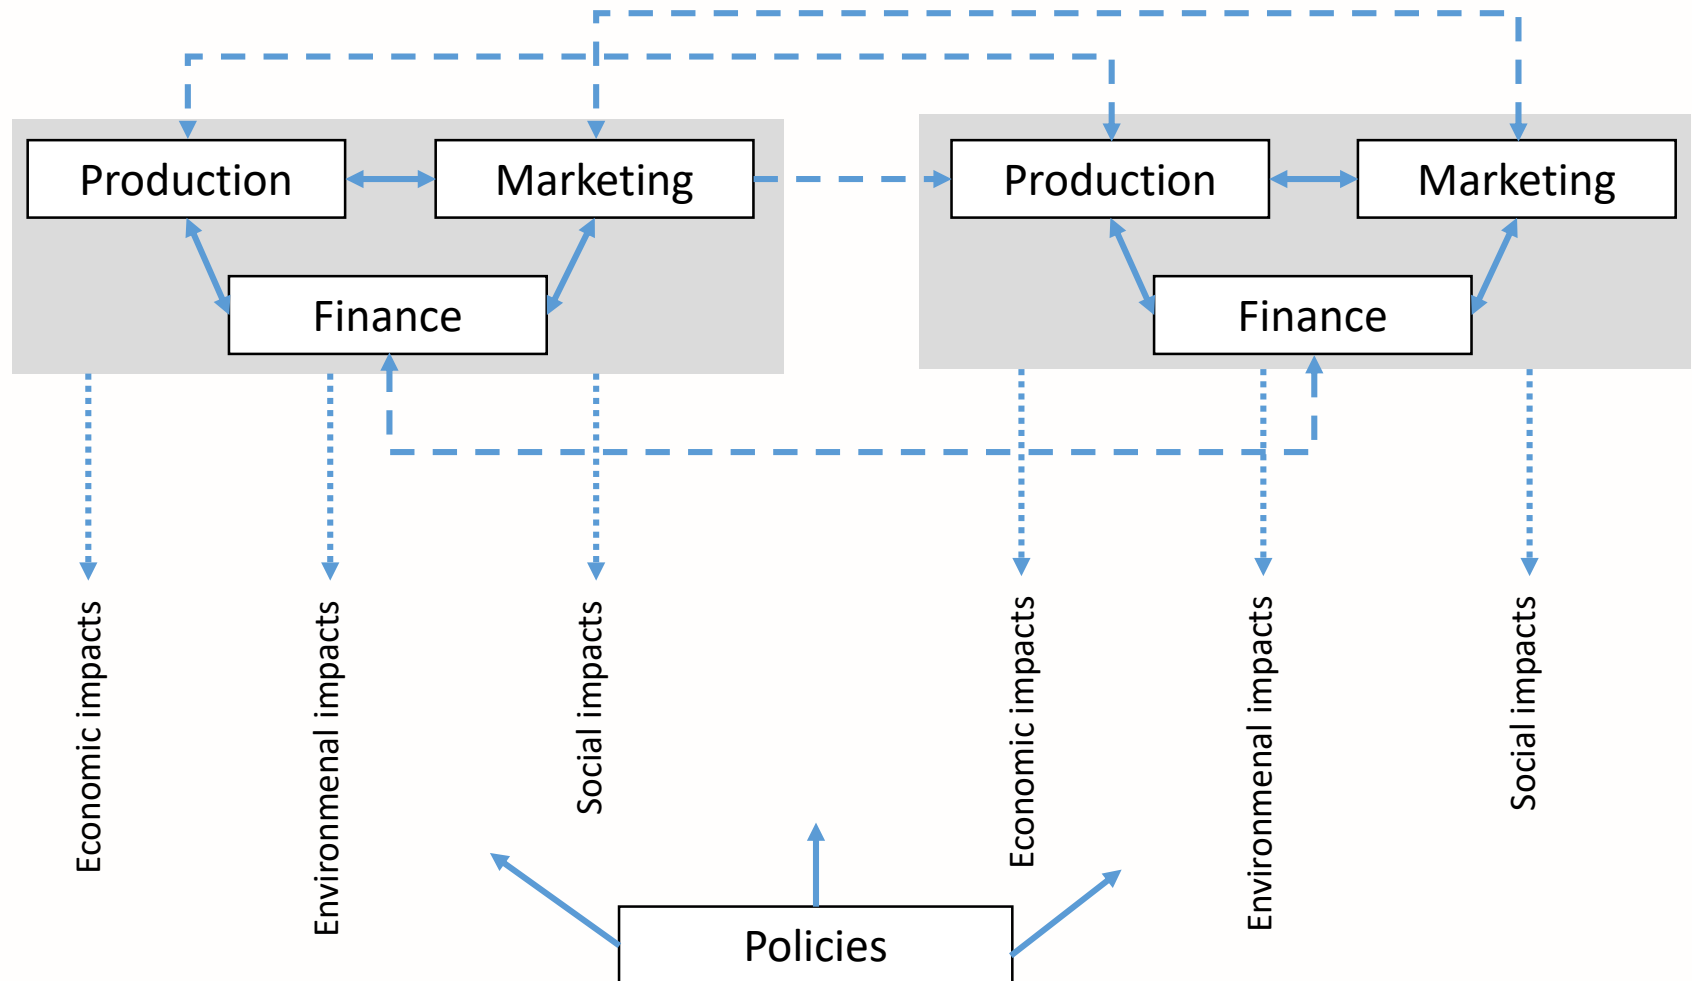 Production
Marketing
Production
Marketing
Finance
Finance
Economic impacts
Environmenal impacts
Social impacts
Economic impacts
Environmenal impacts
Social impacts
Policies